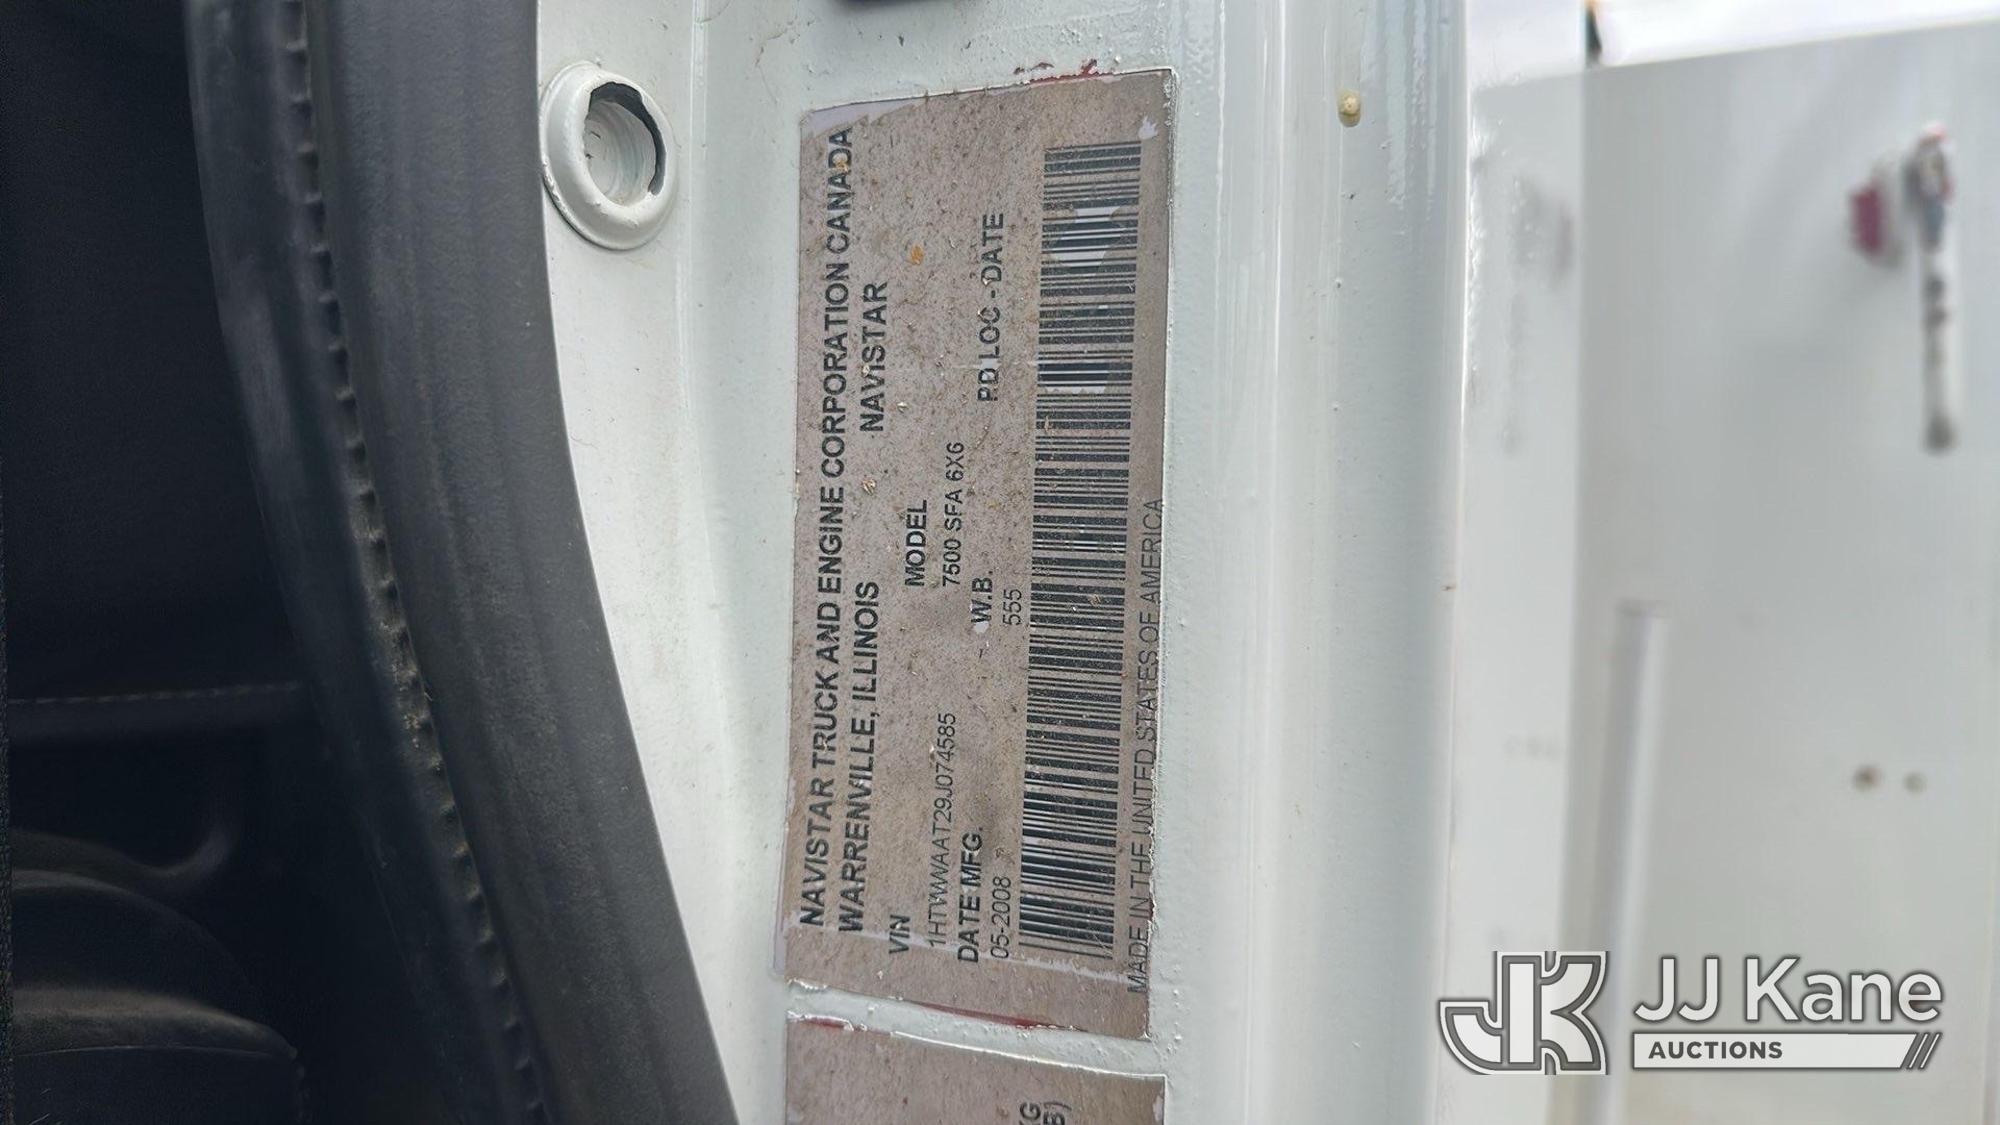 NAVISTAR TRUCK AND ENGINE CORPORATION CANADA
WARRENVILLE, ILLINOIS NAVISTAR
VIN MODEL
1HTWWAAT29J074585 7500 SFA 6X6
DATE MFG. W.B. PD LOC - DATE
05-2008 555
MADE IN THE UNITED STATES OF AMERICA
JJ Kane
AUCTIONS